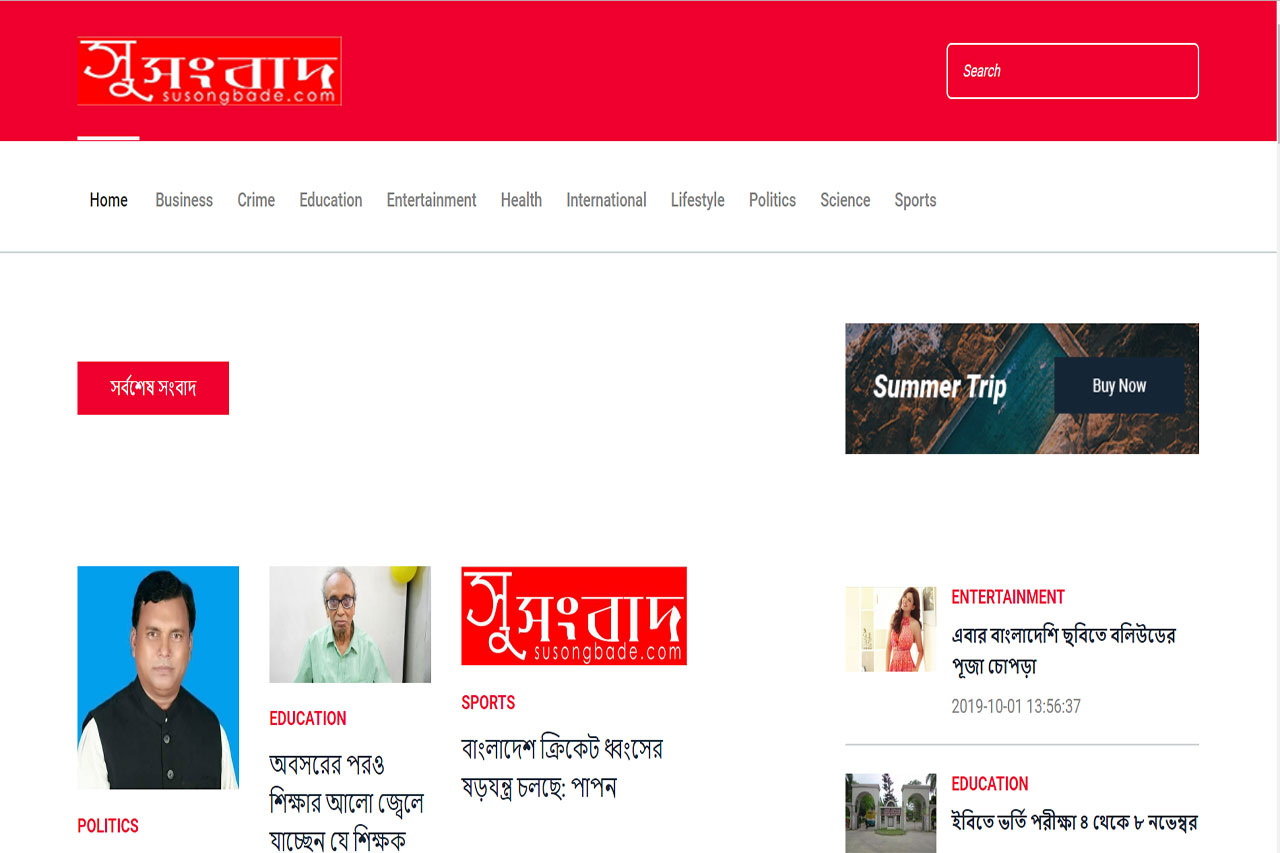 সুসংবাদ
susongbade.com
Search
Home Business Crime Education Entertainment Health International Lifestyle Politics Science Sports
সর্বশেষ সংবাদ
Summer Trip
Buy Now
POLITICS
EDUCATION
অবসরের পরও
শিক্ষার আলো জ্বেলে
যাচ্ছেন যে শিক্ষক
সুসংবাদ
susongbade.com
SPORTS
বাংলাদেশ ক্রিকেট ধ্বংসের
ষড়যন্ত্র চলছে: পাপন
ENTERTAINMENT
এবার বাংলাদেশি ছবিতে বলিউডের
পূজা চোপড়া
2019-10-01 13:56:37
EDUCATION
ইবিতে ভর্তি পরীক্ষা ৪ থেকে ৮ নভেম্বর